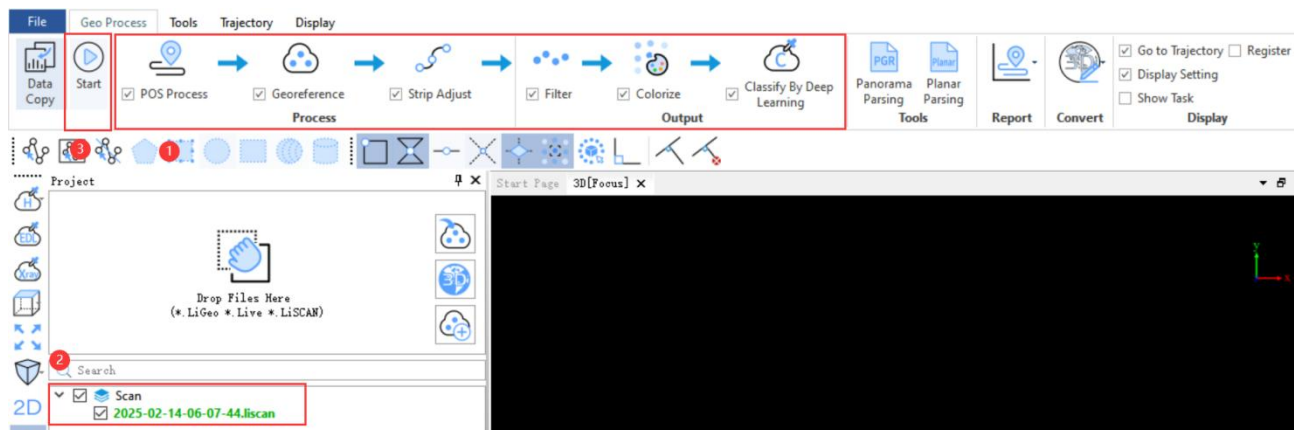 File Geo Process Tools Trajectory Display
Data Copy
Start
POS Process
Georeference
Strip Adjust
Process
Filter
Colorize
Classify By Deep Learning
Output
PGR
Panorama Parsing
Planar
Planar Parsing
Tools
Report
Convert
Go to Trajectory Register
Display Setting
Show Task
Display
3 1
Project
Start Page 3D[Focus]
H
EDL
Xray
3D
Drop Files Here
(*.LiGeo *.Live *.LiSCAN)
y
x
2
Search
Scan
2D
2025-02-14-06-07-44.liscan